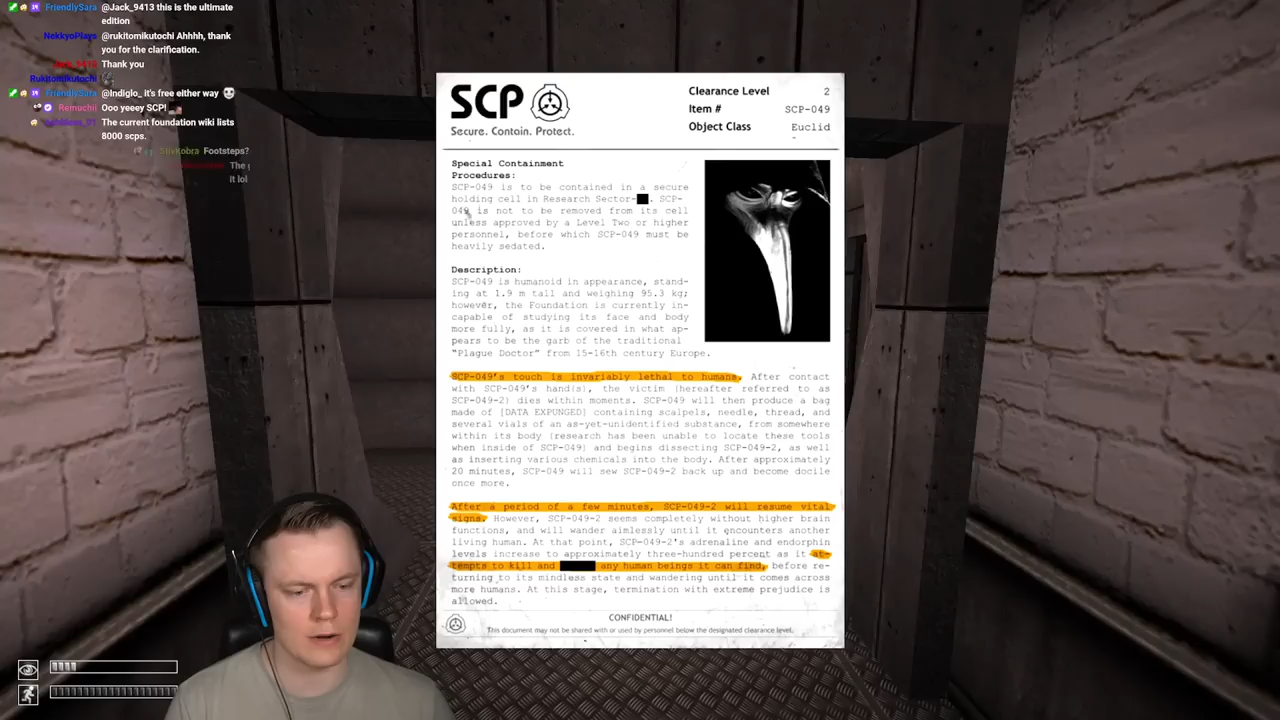 FriendlySara @Jack_9413 this is the ultimate
edition
NekkyoPlays @rukitomikutochi Ahhhh, thank
you for the clarification.
Jack_9413 Thank you
Rukitomikutochi
FriendlySara @Indiglo_ it's free either way
Remuchii Ooo yeeey SCP!
The current foundation wiki lists
8000 scps.
Footsteps?
The
it lol
SCP
Secure. Contain. Protect.
Clearance Level 2
Item # SCP-049
Object Class Euclid
Special Containment
Procedures:
SCP-049 is to be contained in a secure
holding cell in Research Sector-. SCP-
049 is not to be removed from its cell
unless approved by a Level Two or higher
personnel, before which SCP-049 must be
heavily sedated.
Description:
SCP-049 is humanoid in appearance, stand-
ing at 1.9 m tall and weighing 95.3 kg;
however, the Foundation is currently in-
capable of studying its face and body
more fully, as it is covered in what ap-
pears to be the garb of the traditional
"Plague Doctor" from 15-16th century Europe.
SCP-049's touch is invariably lethal to humans. After contact
with SCP-049's hand(s), the victim (hereafter referred to as
SCP-049-2) dies within moments. SCP-049 will then produce a bag
made of [DATA EXPUNGED] containing scalpels, needle, thread, and
several vials of an as-yet-unidentified substance, from somewhere
within its body (research has been unable to locate these tools
when inside of SCP-049) and begins dissecting SCP-049-2, as well
as inserting various chemicals into the body. After approximately
20 minutes, SCP-049 will sew SCP-049-2 back up and become docile
once more.
After a period of a few minutes, SCP-049-2 will resume vital
signs. However, SCP-049-2 seems completely without higher brain
functions, and will wander aimlessly until it encounters another
living human. At that point, SCP-049-2's adrenaline and endorphin
levels increase to approximately three-hundred percent as it at-
tempts to kill and any human beings it can find, before re-
turning to its mindless state and wandering until it comes across
more humans. At this stage, termination with extreme prejudice is
allowed.
CONFIDENTIAL!
This document may not be shared with or used by personnel below the designated clearance level.